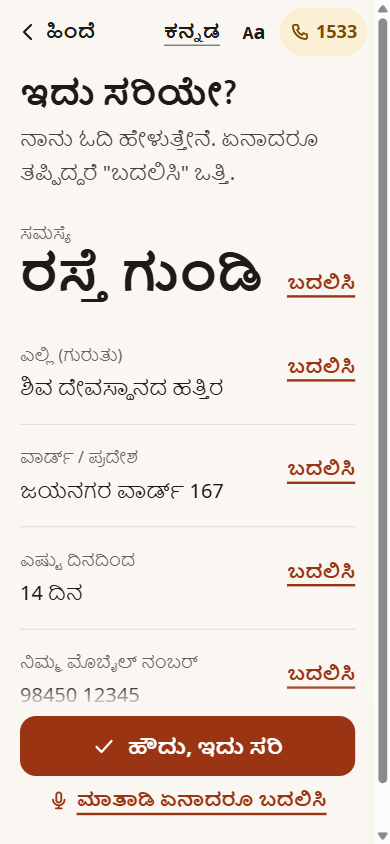 ಹಿಂದೆ ಕನ್ನಡ Aa 1533
ಇದು ಸರಿಯೇ?
ನಾನು ಓದಿ ಹೇಳುತ್ತೇನೆ. ಏನಾದರೂ
ತಪ್ಪಿದ್ದರೆ "ಬದಲಿಸಿ" ಒತ್ತಿ.
ಸಮಸ್ಯೆ
ರಸ್ತೆ ಗುಂಡಿ ಬದಲಿಸಿ
ಎಲ್ಲಿ (ಗುರುತು)
ಶಿವ ದೇವಸ್ಥಾನದ ಹತ್ತಿರ ಬದಲಿಸಿ
ವಾರ್ಡ್ / ಪ್ರದೇಶ
ಜಯನಗರ ವಾರ್ಡ್ 167 ಬದಲಿಸಿ
ಎಷ್ಟು ದಿನದಿಂದ
14 ದಿನ ಬದಲಿಸಿ
ನಿಮ್ಮ ಮೊಬೈಲ್ ನಂಬರ್
98450 12345 ಬದಲಿಸಿ
ಹೌದು, ಇದು ಸರಿ
ಮಾತಾಡಿ ಏನಾದರೂ ಬದಲಿಸಿ